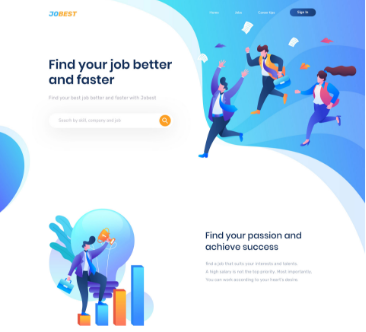 JOBEST
Home Jobs Contact Sign In
Find your job better
and faster
Find your best job better and faster with Jobest
Search by skill, company and job
Find your passion and
achieve success
find a job that suits your interests and talents.
A high salary is not the top priority. Most importantly,
You can work according to your heart's desire.